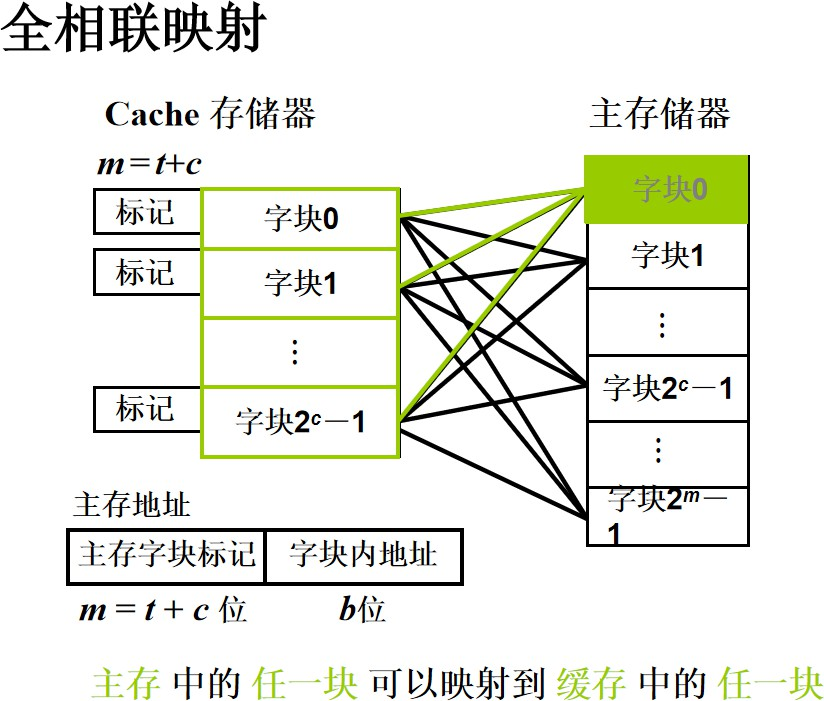 全相联映射
Cache 存储器
主存储器
m = t+c
标记
字块0
标记
字块1
⋮
标记
字块2ᶜ－1
字块0
字块1
⋮
字块2ᶜ－1
⋮
字块2ᵐ－
1
主存地址
主存字块标记
字块内地址
m = t + c 位
b位
主存 中的 任一块 可以映射到 缓存 中的 任一块